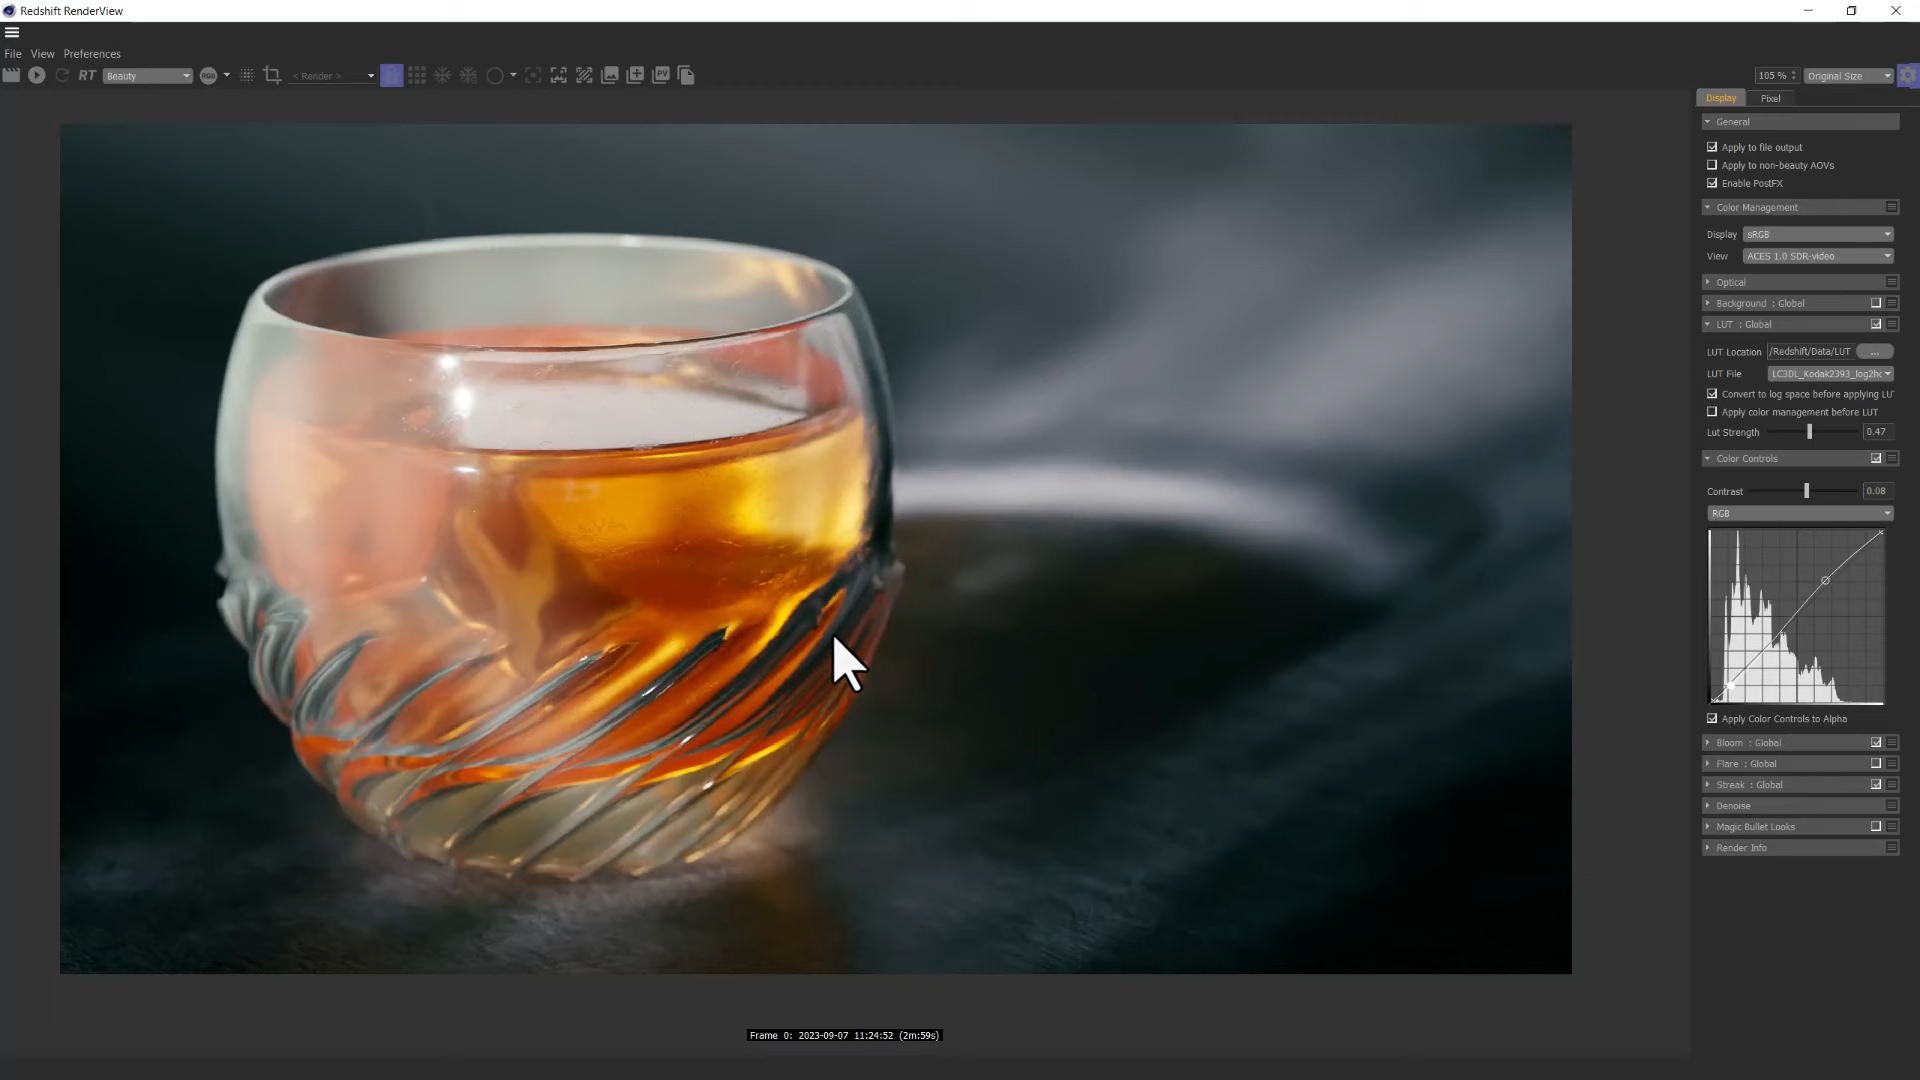 Redshift RenderView
File View Preferences
RT Beauty RGB < Render > PV 105 % Original Size
Display Pixel
General
Apply to file output
Apply to non-beauty AOVs
Enable PostFX
Color Management
Display sRGB
View ACES 1.0 SDR-video
Optical
Background : Global
LUT : Global
LUT Location /Redshift/Data/LUT ...
LUT File LC3DL_Kodak2393_log2hc
Convert to log space before applying LU
Apply color management before LUT
Lut Strength 0.47
Color Controls
Contrast 0.08
RGB
Apply Color Controls to Alpha
Bloom : Global
Flare : Global
Streak : Global
Denoise
Magic Bullet Looks
Render Info
Frame 0: 2023-09-07 11:24:52 (2m:59s)